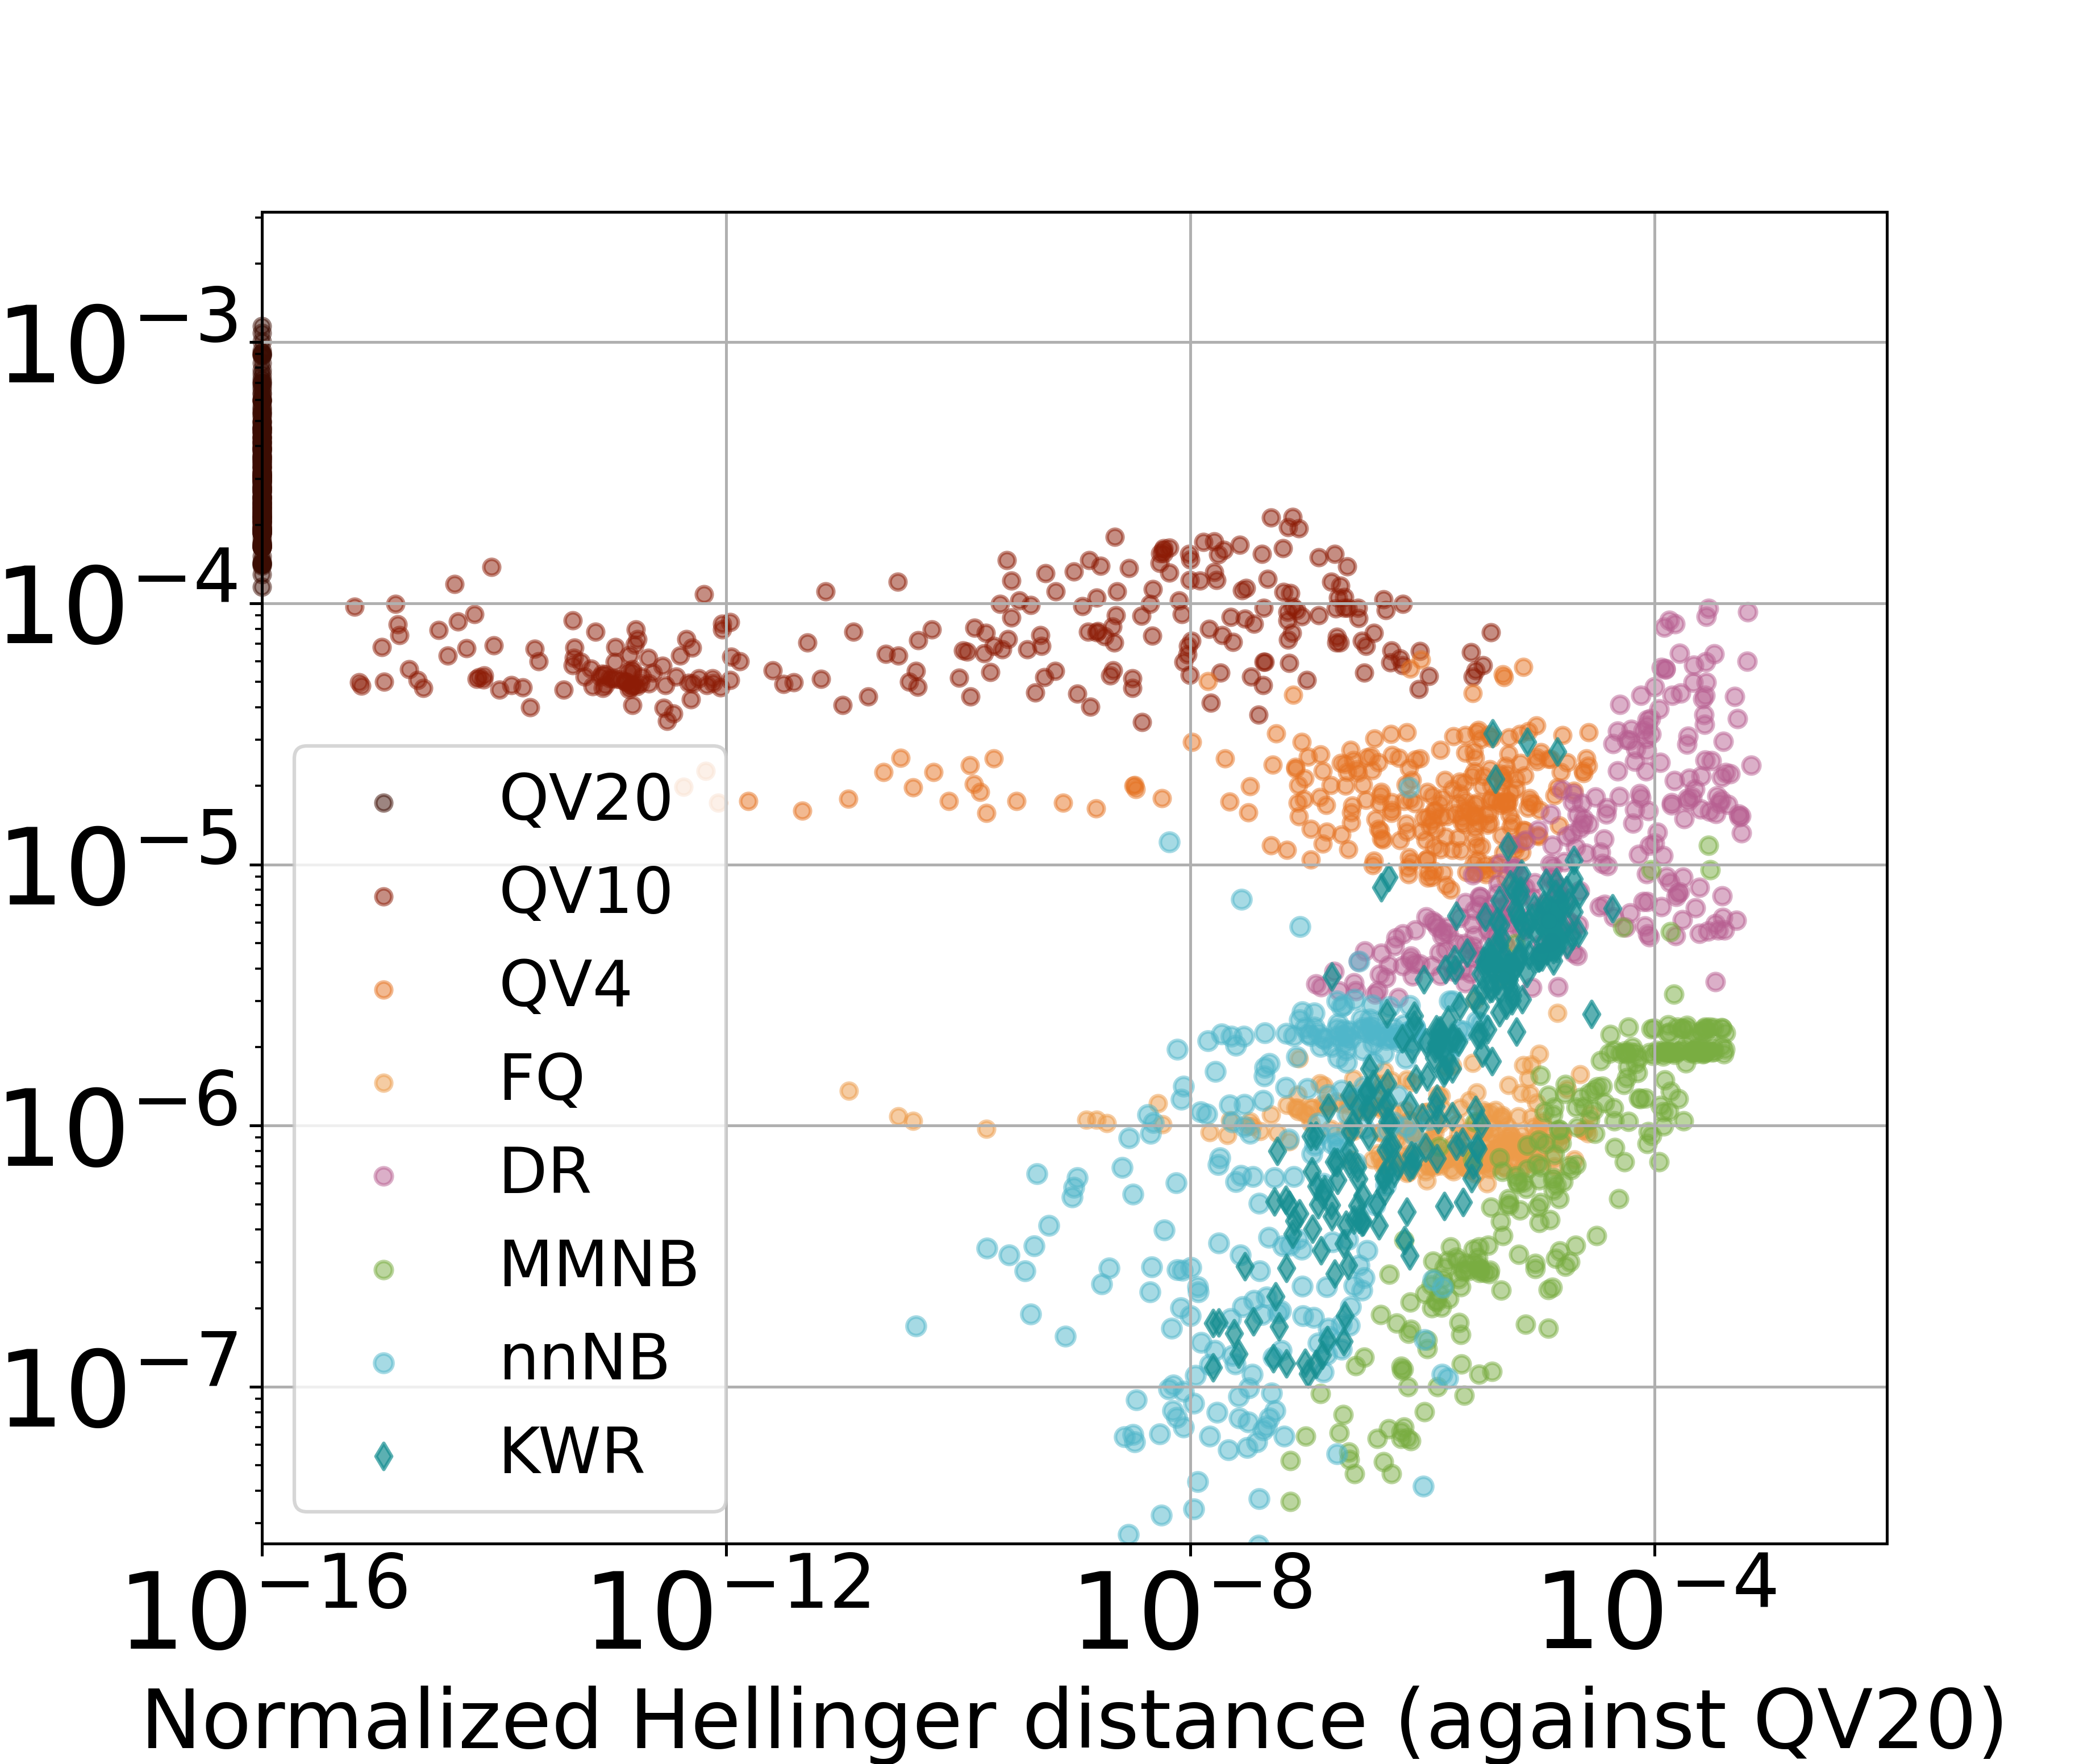 10⁻³
10⁻⁴
10⁻⁵
10⁻⁶
10⁻⁷
QV20
QV10
QV4
FQ
DR
MMNB
nnNB
KWR
10⁻¹⁶ 10⁻¹² 10⁻⁸ 10⁻⁴
Normalized Hellinger distance (against QV20)